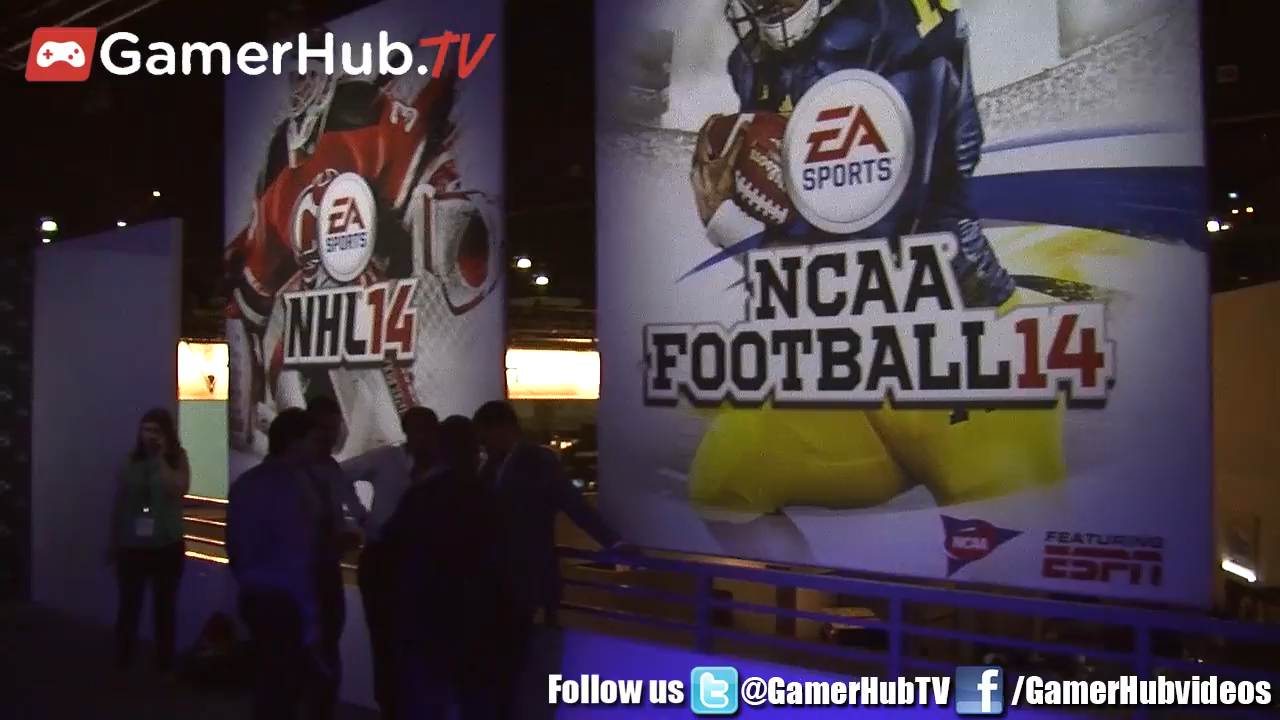 GamerHub.TV
EA
SPORTS
NHL14
EA
SPORTS
NCAA
FOOTBALL14
NCAA
FEATURING
ESPN
Follow us @GamerHubTV /GamerHubvideos